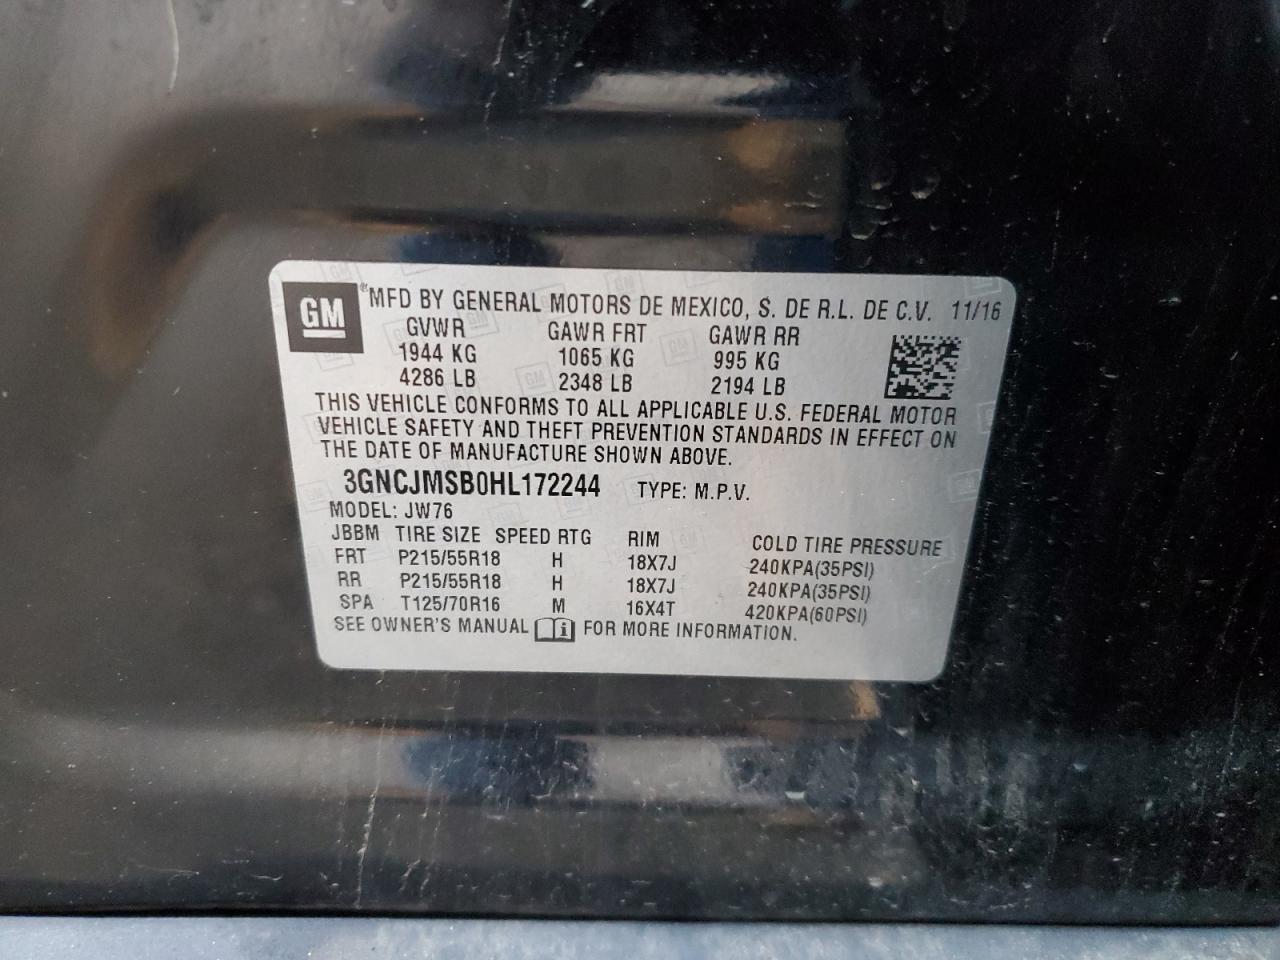 GM ® MFD BY GENERAL MOTORS DE MEXICO, S. DE R.L. DE C.V. 11/16
GVWR GAWR FRT GAWR RR
1944 KG 1065 KG 995 KG
4286 LB 2348 LB 2194 LB
THIS VEHICLE CONFORMS TO ALL APPLICABLE U.S. FEDERAL MOTOR
VEHICLE SAFETY AND THEFT PREVENTION STANDARDS IN EFFECT ON
THE DATE OF MANUFACTURE SHOWN ABOVE.
3GNCJMSB0HL172244 TYPE: M.P.V.
MODEL: JW76
JBBM TIRE SIZE SPEED RTG RIM COLD TIRE PRESSURE
FRT P215/55R18 H 18X7J 240KPA(35PSI)
RR P215/55R18 H 18X7J 240KPA(35PSI)
SPA T125/70R16 M 16X4T 420KPA(60PSI)
SEE OWNER'S MANUAL i FOR MORE INFORMATION.